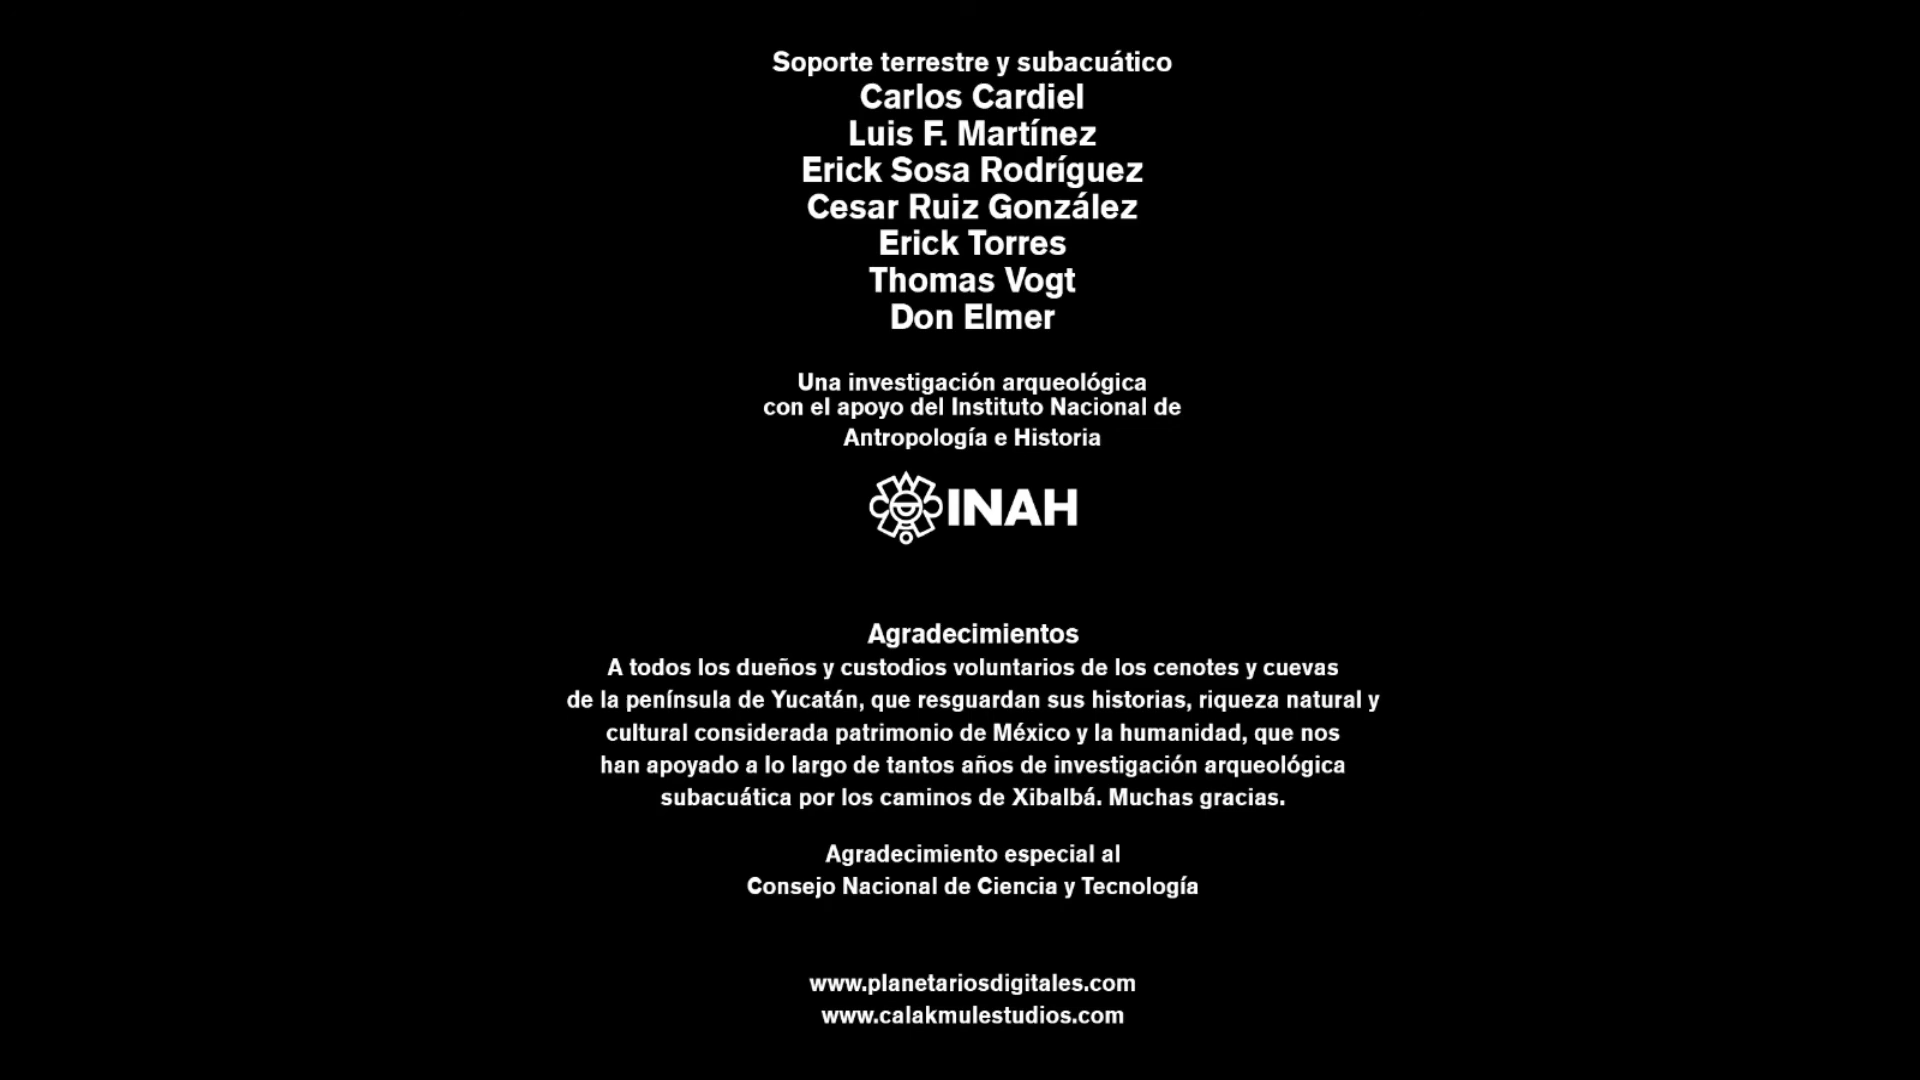 Soporte terrestre y subacuático
Carlos Cardiel
Luis F. Martínez
Erick Sosa Rodríguez
Cesar Ruiz González
Erick Torres
Thomas Vogt
Don Elmer
Una investigación arqueológica
con el apoyo del Instituto Nacional de
Antropología e Historia
INAH
Agradecimientos
A todos los dueños y custodios voluntarios de los cenotes y cuevas
de la península de Yucatán, que resguardan sus historias, riqueza natural y
cultural considerada patrimonio de México y la humanidad, que nos
han apoyado a lo largo de tantos años de investigación arqueológica
subacuática por los caminos de Xibalbá. Muchas gracias.
Agradecimiento especial al
Consejo Nacional de Ciencia y Tecnología
www.planetariosdigitales.com
www.calakmulestudios.com